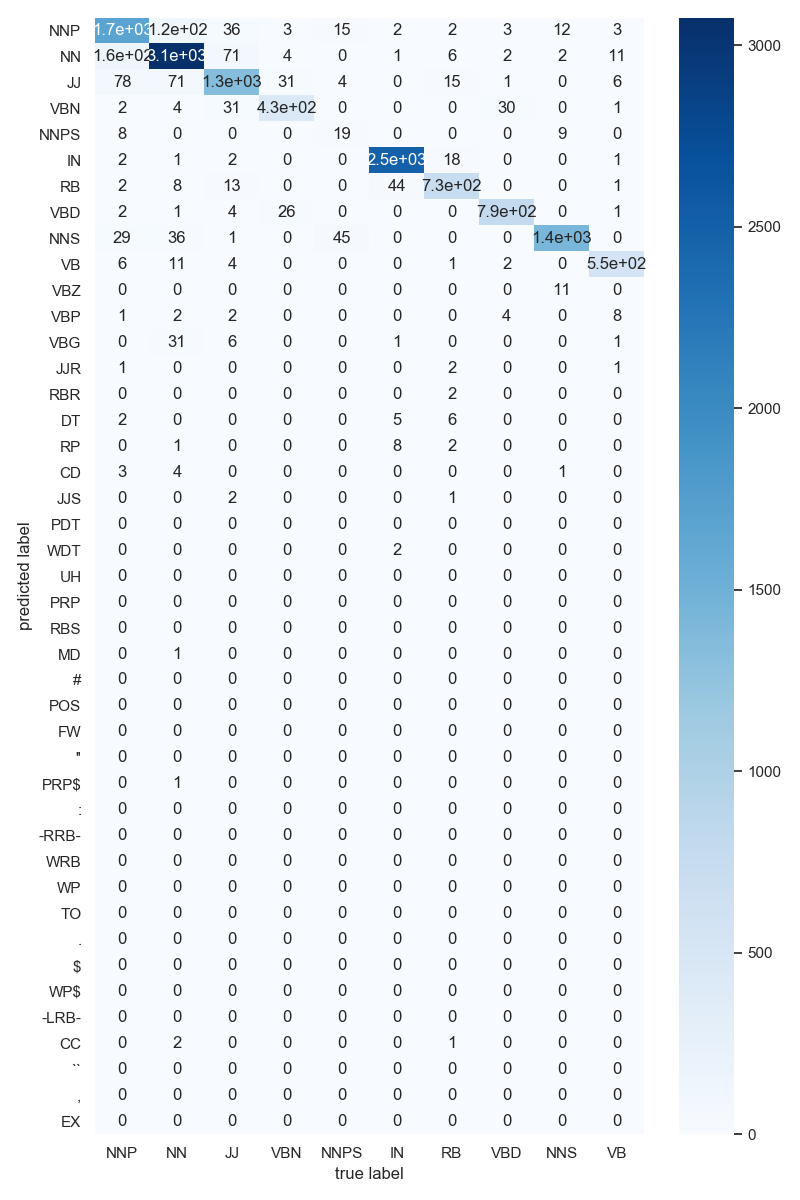 NNP 1.7e+03 1.2e+02 36 3 15 2 2 3 12 3
NN 1.6e+02 3.1e+03 71 4 0 1 6 2 2 11
JJ 78 71 1.3e+03 31 4 0 15 1 0 6
VBN 2 4 31 4.3e+02 0 0 0 30 0 1
NNPS 8 0 0 0 19 0 0 0 9 0
IN 2 1 2 0 0 2.5e+03 18 0 0 1
RB 2 8 13 0 0 44 7.3e+02 0 0 1
VBD 2 1 4 26 0 0 0 7.9e+02 0 1
NNS 29 36 1 0 45 0 0 0 1.4e+03 0
VB 6 11 4 0 0 0 1 2 0 5.5e+02
VBZ 0 0 0 0 0 0 0 0 11 0
VBP 1 2 2 0 0 0 0 4 0 8
VBG 0 31 6 0 0 1 0 0 0 1
JJR 1 0 0 0 0 0 2 0 0 1
RBR 0 0 0 0 0 0 2 0 0 0
DT 2 0 0 0 0 5 6 0 0 0
RP 0 1 0 0 0 8 2 0 0 0
CD 3 4 0 0 0 0 0 0 1 0
JJS 0 0 2 0 0 0 1 0 0 0
PDT 0 0 0 0 0 0 0 0 0 0
WDT 0 0 0 0 0 2 0 0 0 0
UH 0 0 0 0 0 0 0 0 0 0
PRP 0 0 0 0 0 0 0 0 0 0
RBS 0 0 0 0 0 0 0 0 0 0
MD 0 1 0 0 0 0 0 0 0 0
# 0 0 0 0 0 0 0 0 0 0
POS 0 0 0 0 0 0 0 0 0 0
FW 0 0 0 0 0 0 0 0 0 0
'' 0 0 0 0 0 0 0 0 0 0
PRP$ 0 1 0 0 0 0 0 0 0 0
: 0 0 0 0 0 0 0 0 0 0
-RRB- 0 0 0 0 0 0 0 0 0 0
WRB 0 0 0 0 0 0 0 0 0 0
WP 0 0 0 0 0 0 0 0 0 0
TO 0 0 0 0 0 0 0 0 0 0
. 0 0 0 0 0 0 0 0 0 0
$ 0 0 0 0 0 0 0 0 0 0
WP$ 0 0 0 0 0 0 0 0 0 0
-LRB- 0 0 0 0 0 0 0 0 0 0
CC 0 2 0 0 0 0 1 0 0 0
`` 0 0 0 0 0 0 0 0 0 0
, 0 0 0 0 0 0 0 0 0 0
EX 0 0 0 0 0 0 0 0 0 0
NNP NN JJ VBN NNPS IN RB VBD NNS VB
true label
predicted label
3000
2500
2000
1500
1000
500
0